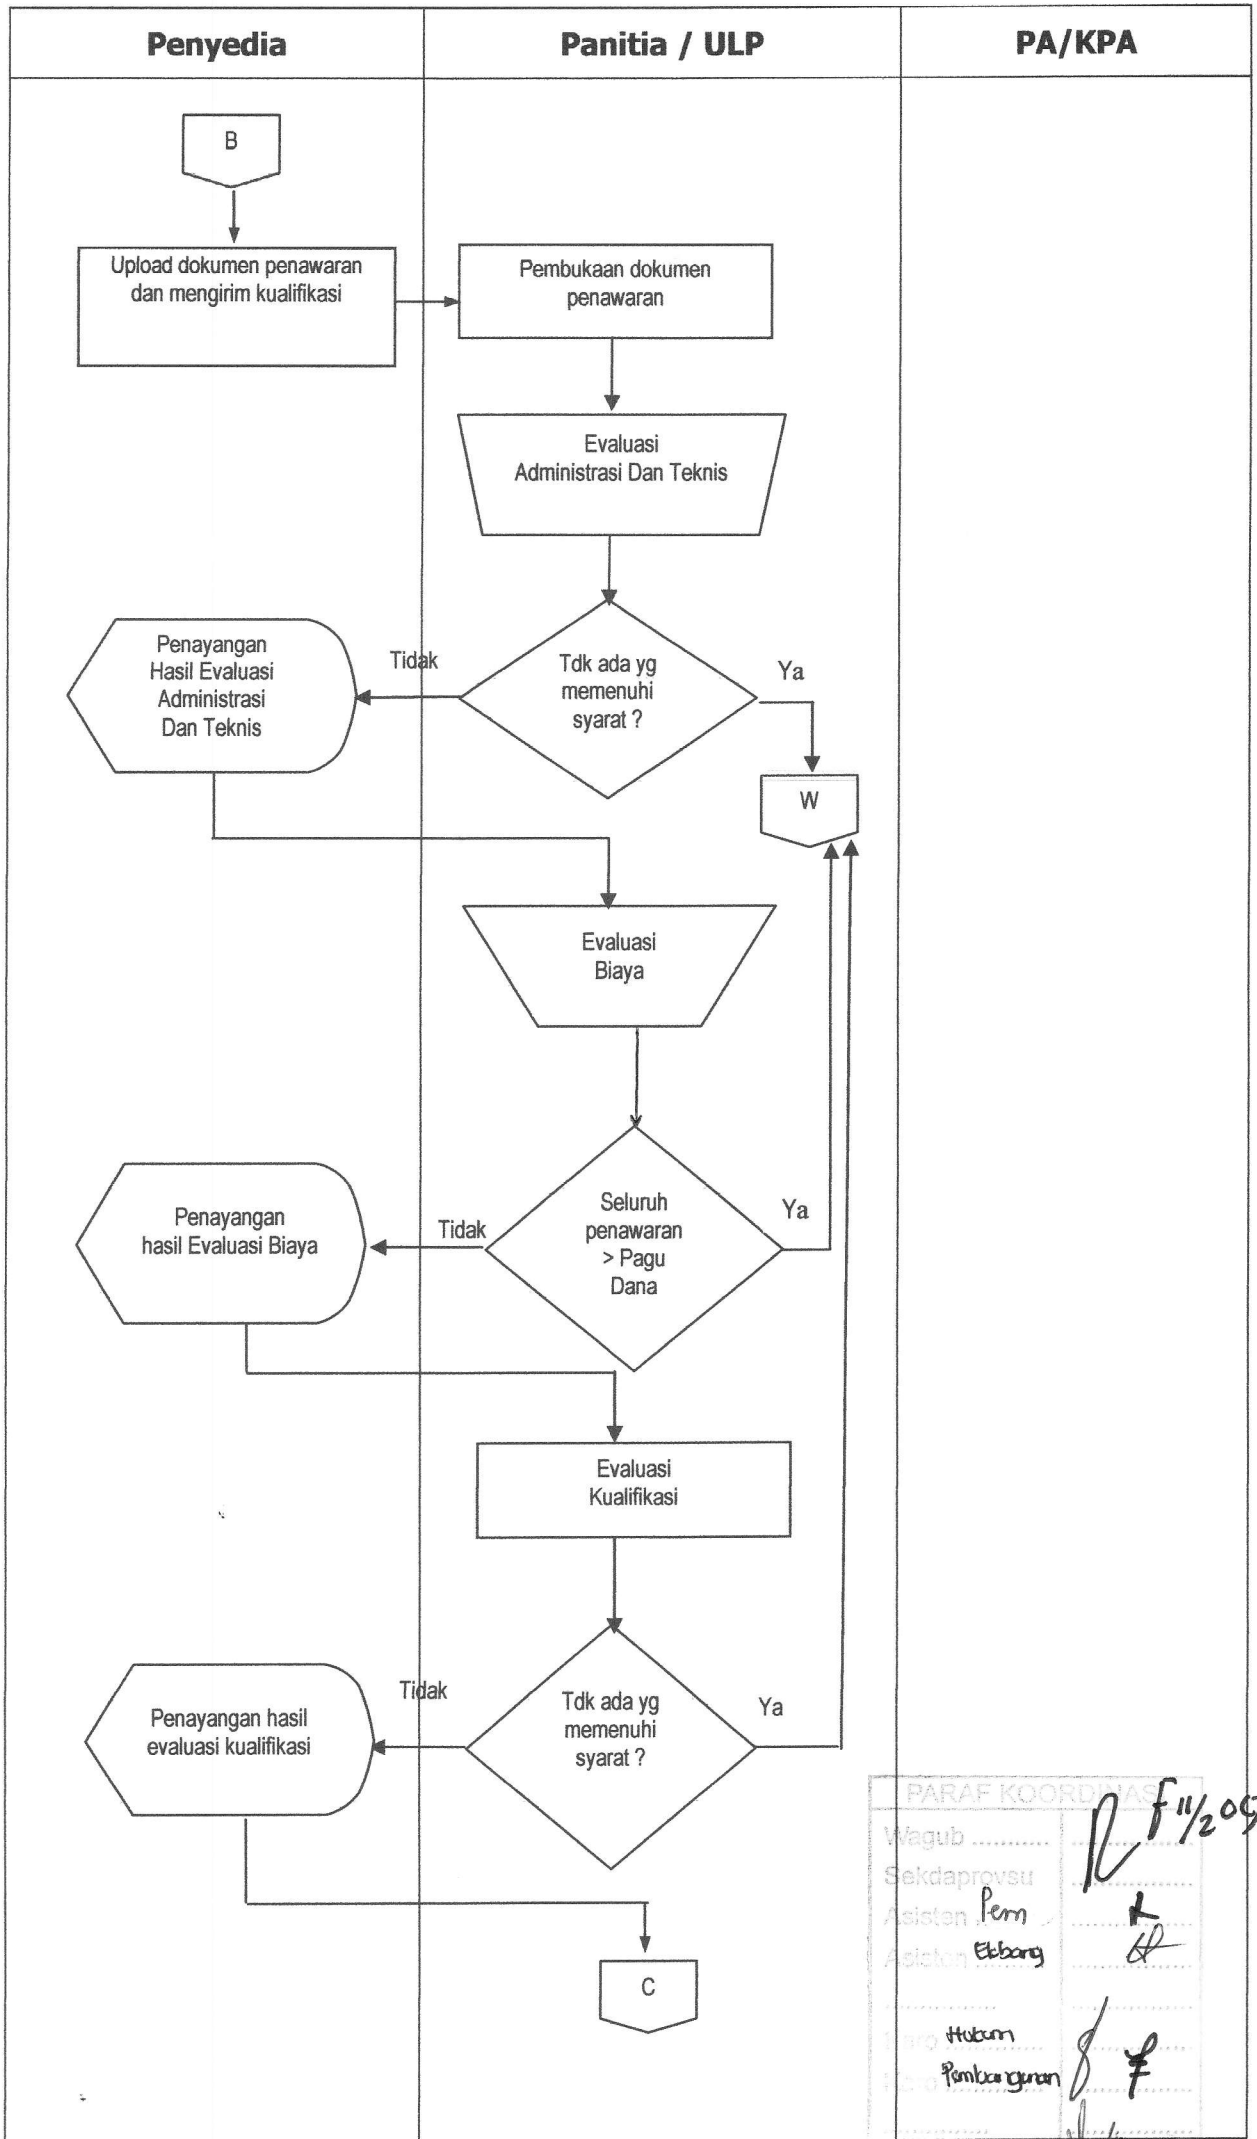 Penyedia
Panitia / ULP
PA/KPA
B
Upload dokumen penawaran
dan mengirim kualifikasi
Pembukaan dokumen
penawaran
Evaluasi
Administrasi Dan Teknis
Penayangan
Hasil Evaluasi
Administrasi
Dan Teknis
Tidak
Tdk ada yg
memenuhi
syarat ?
Ya
W
Evaluasi
Biaya
Penayangan
hasil Evaluasi Biaya
Tidak
Seluruh
penawaran
> Pagu
Dana
Ya
Evaluasi
Kualifikasi
Penayangan hasil
evaluasi kualifikasi
Tidak
Tdk ada yg
memenuhi
syarat ?
Ya
C
PARAF KOORDINASI
Wagub ...........
Sekdaprovsu
Asisten Pem
Asisten Ekbang
Karo Hukum
Karo Pembangunan